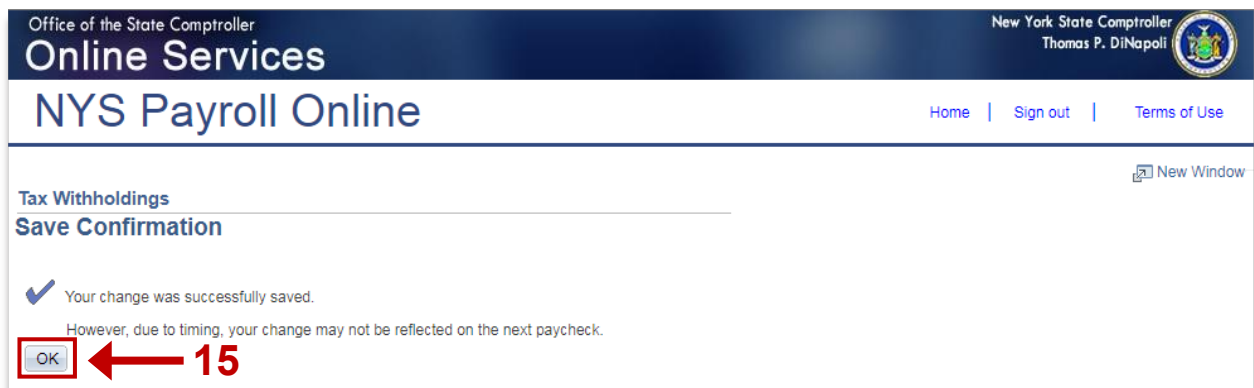 Office of the State Comptroller
Online Services
New York State Comptroller
Thomas P. DiNapoli
NYS Payroll Online
Home | Sign out | Terms of Use
New Window
Tax Withholdings
Save Confirmation
Your change was successfully saved.
However, due to timing, your change may not be reflected on the next paycheck.
OK
15